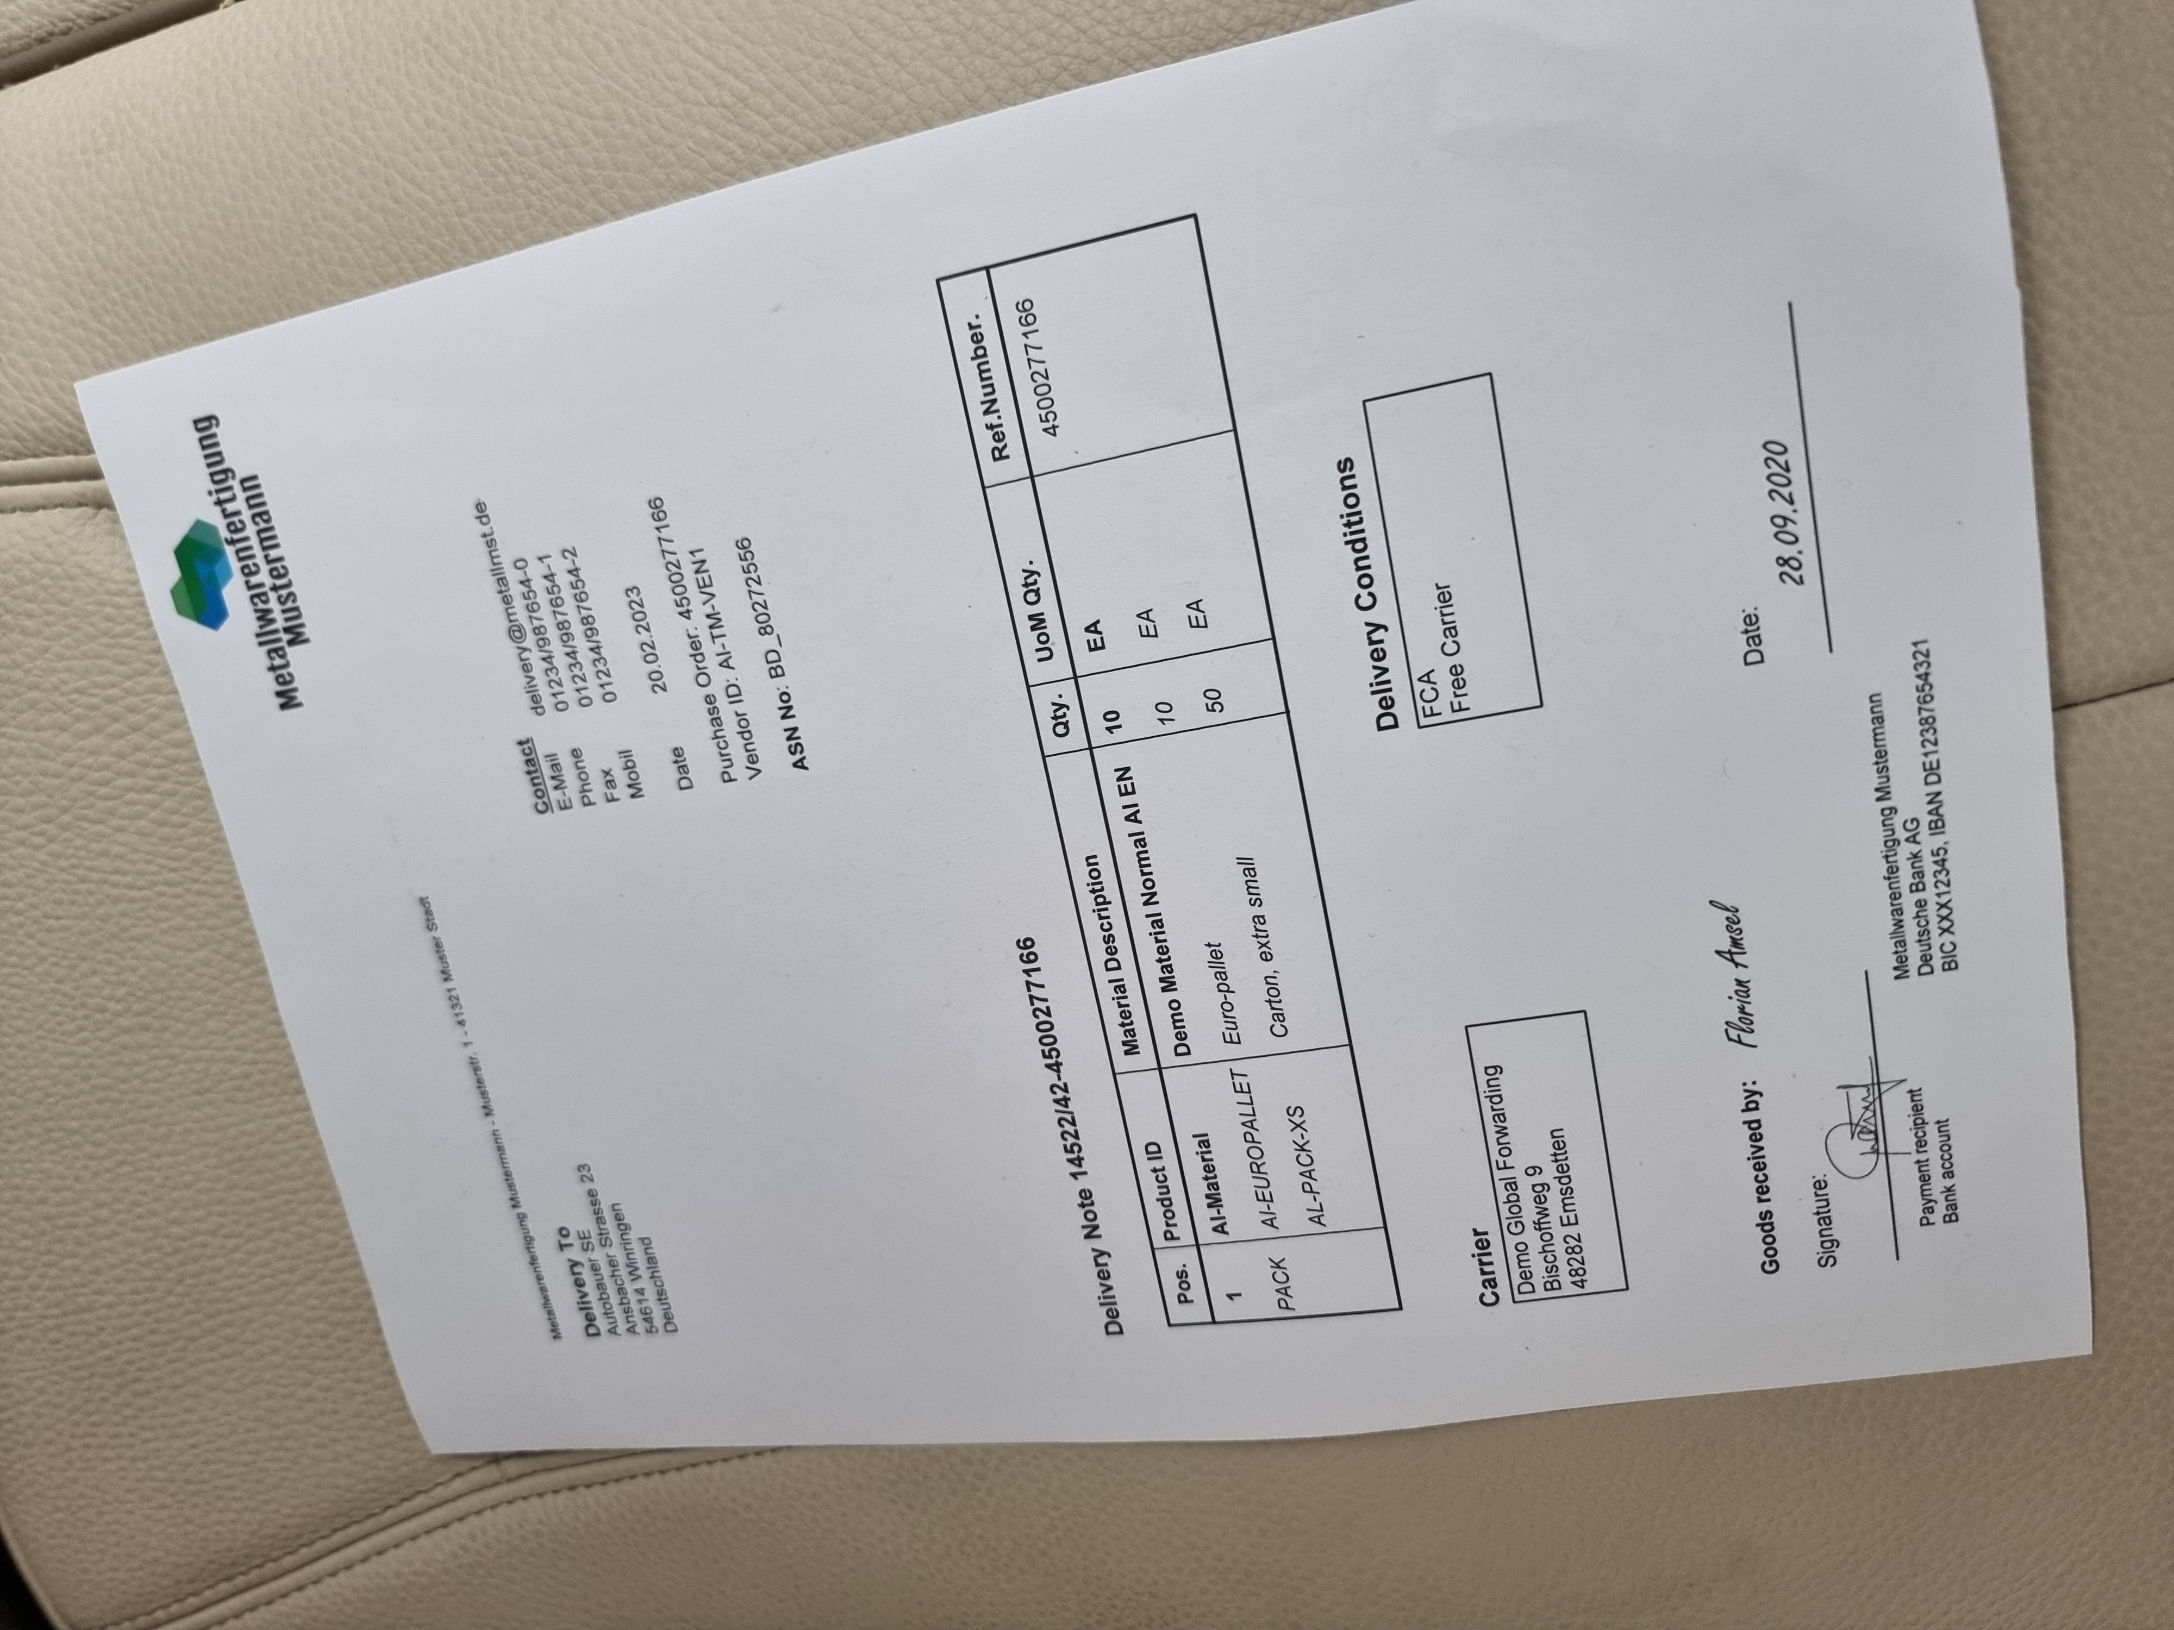 Metallwarenfertigung
Mustermann
Metallwarenfertigung Mustermann - Musterstr. 1 - 41321 Muster Stadt
Delivery To
Autobauer SE
Ansbacher Strasse 23
54614 Winringen
Deutschland
Contact
E-Mail delivery@metallmst.de
Phone 01234/987654-0
Fax 01234/987654-1
Mobil 01234/987654-2
Date 20.02.2023
Purchase Order: 4500277166
Vendor ID: AI-TM-VEN1
ASN No: BD_80272556
Delivery Note 14522/42-4500277166
Pos. Product ID Material Description Qty. UoM Qty. Ref.Number.
1 AI-Material Demo Material Normal AI EN 10 EA 4500277166
PACK AI-EUROPALLET Euro-pallet 10 EA
AL-PACK-XS Carton, extra small 50 EA
Carrier
Demo Global Forwarding
Bischoffweg 9
48282 Emsdetten
Delivery Conditions
FCA
Free Carrier
Goods received by: Florian Amsel
Date: 28.09.2020
Signature:
Payment recipient Metallwarenfertigung Mustermann
Bank account Deutsche Bank AG
BIC XXX12345, IBAN DE12387654321